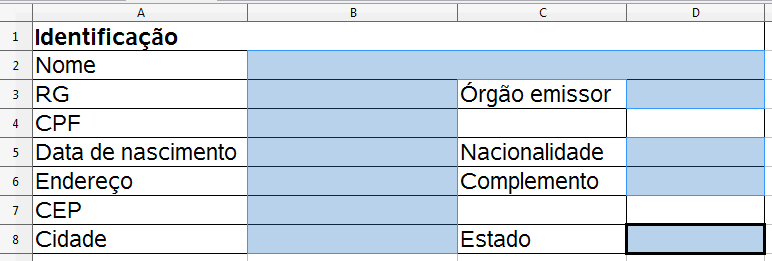 A B C D
1 Identificação
2 Nome
3 RG Órgão emissor
4 CPF
5 Data de nascimento Nacionalidade
6 Endereço Complemento
7 CEP
8 Cidade Estado